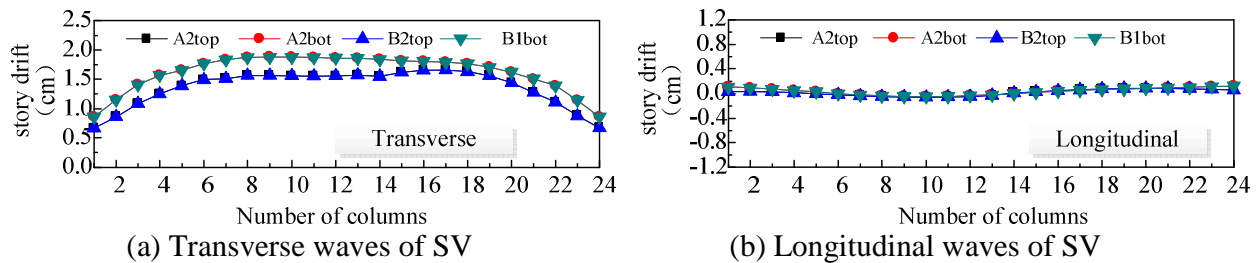 2.5
2.0
1.5
1.0
0.5
0.0
story drift
（cm）
A2top A2bot B2top B1bot
Transverse
2 4 6 8 10 12 14 16 18 20 22 24
Number of columns
(a) Transverse waves of SV
1.2
0.8
0.4
0.0
-0.4
-0.8
-1.2
story drift
（cm）
A2top A2bot B2top B1bot
Longitudinal
2 4 6 8 10 12 14 16 18 20 22 24
Number of columns
(b) Longitudinal waves of SV